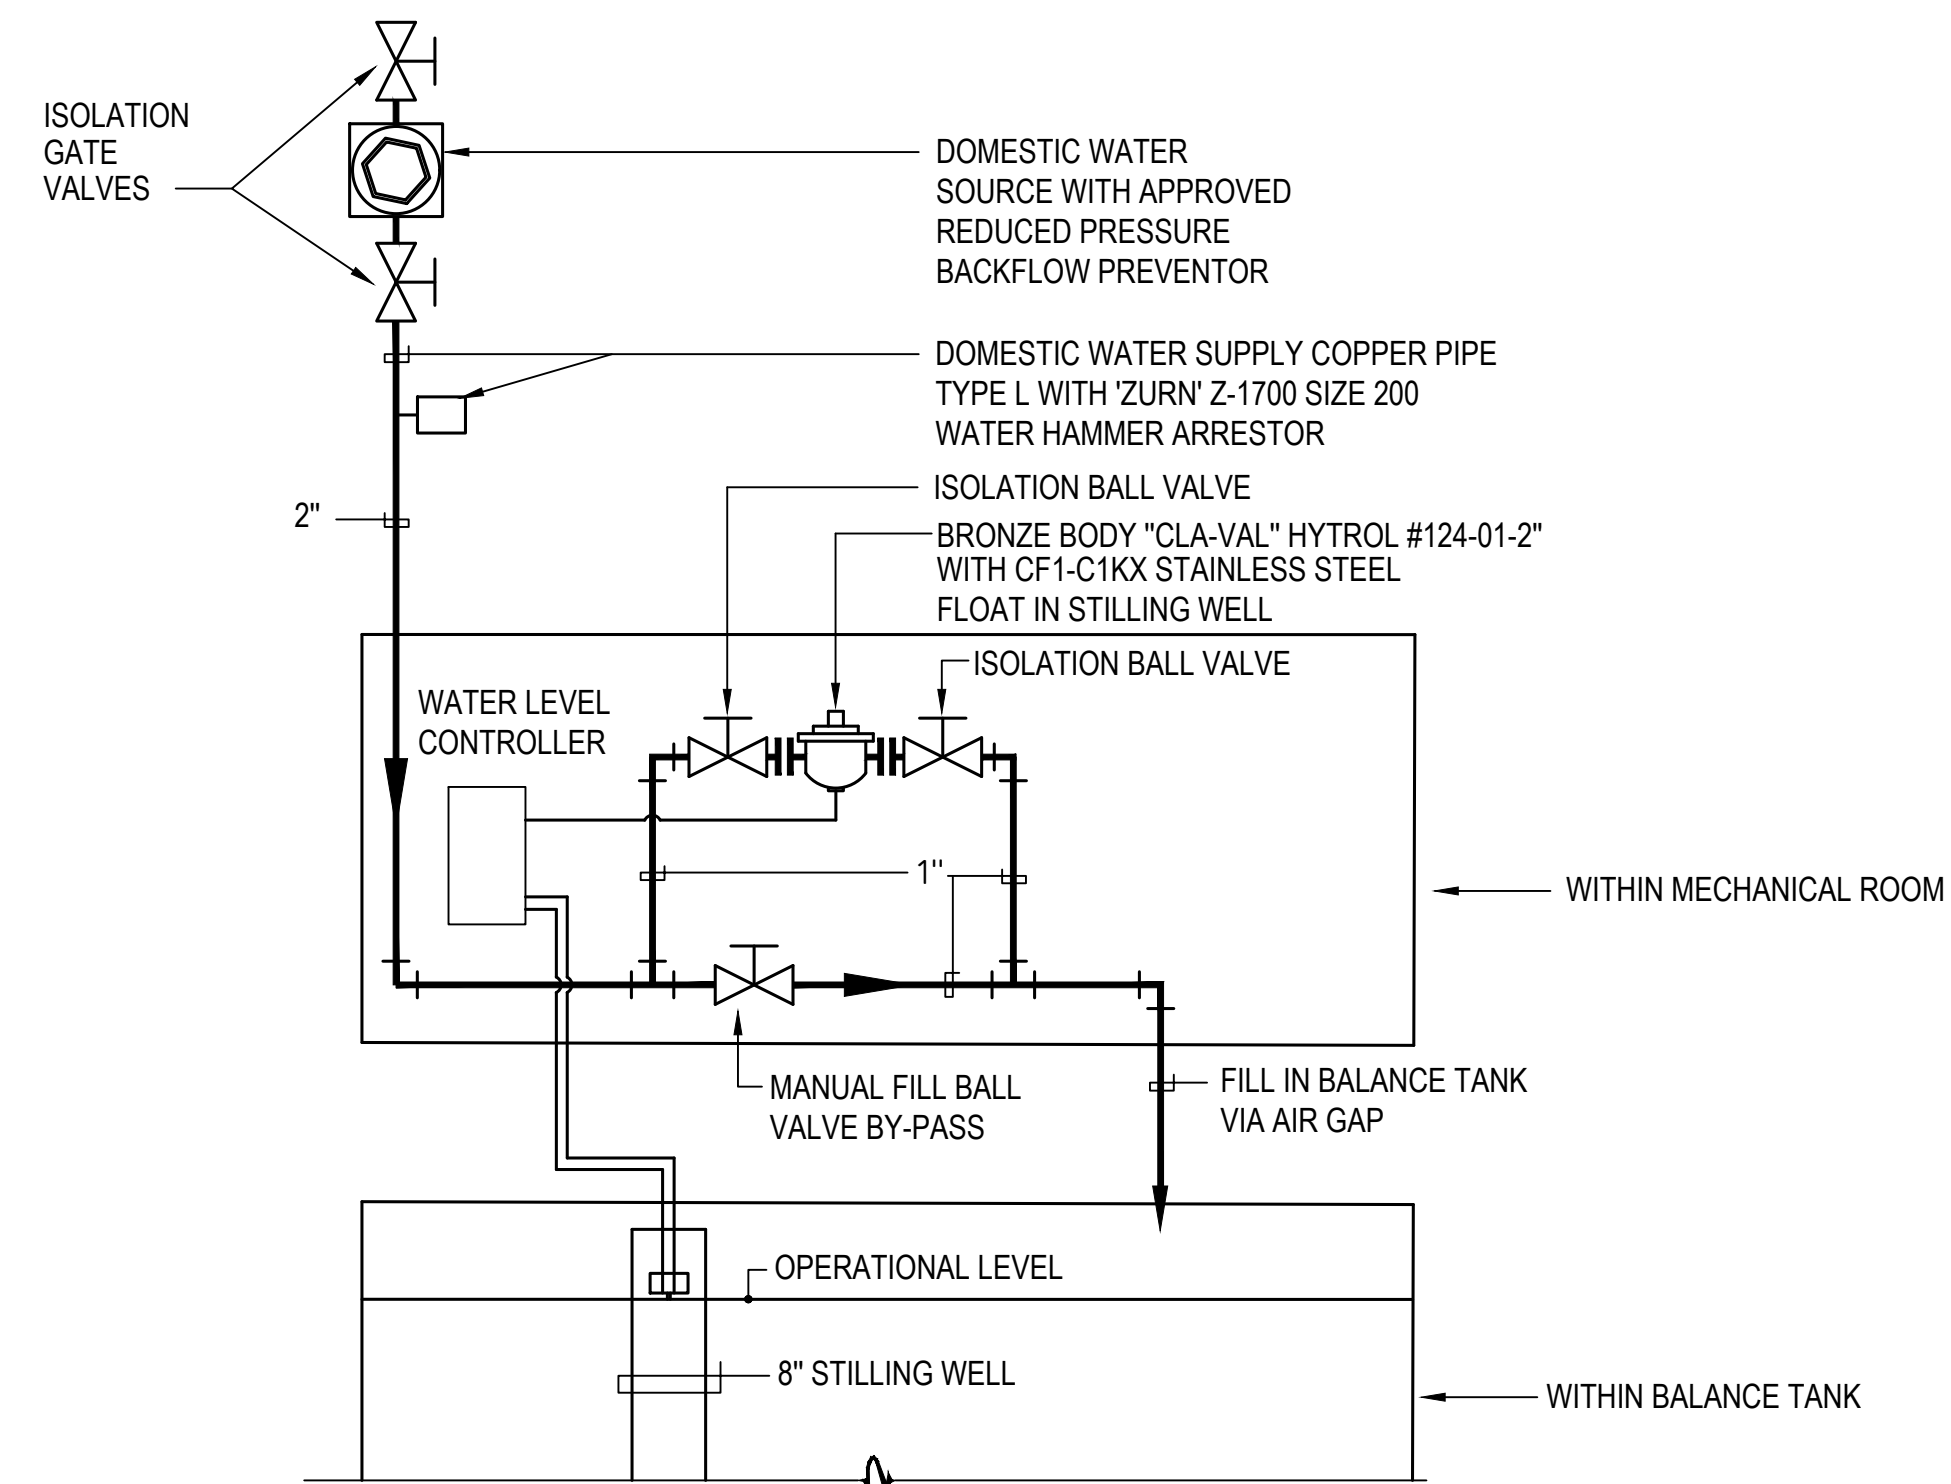 ISOLATION
GATE
VALVES
DOMESTIC WATER
SOURCE WITH APPROVED
REDUCED PRESSURE
BACKFLOW PREVENTOR
DOMESTIC WATER SUPPLY COPPER PIPE
TYPE L WITH 'ZURN' Z-1700 SIZE 200
WATER HAMMER ARRESTOR
ISOLATION BALL VALVE
2"
BRONZE BODY "CLA-VAL" HYTROL #124-01-2"
WITH CF1-C1KX STAINLESS STEEL
FLOAT IN STILLING WELL
ISOLATION BALL VALVE
WATER LEVEL
CONTROLLER
1"
WITHIN MECHANICAL ROOM
MANUAL FILL BALL
VALVE BY-PASS
FILL IN BALANCE TANK
VIA AIR GAP
OPERATIONAL LEVEL
8" STILLING WELL
WITHIN BALANCE TANK